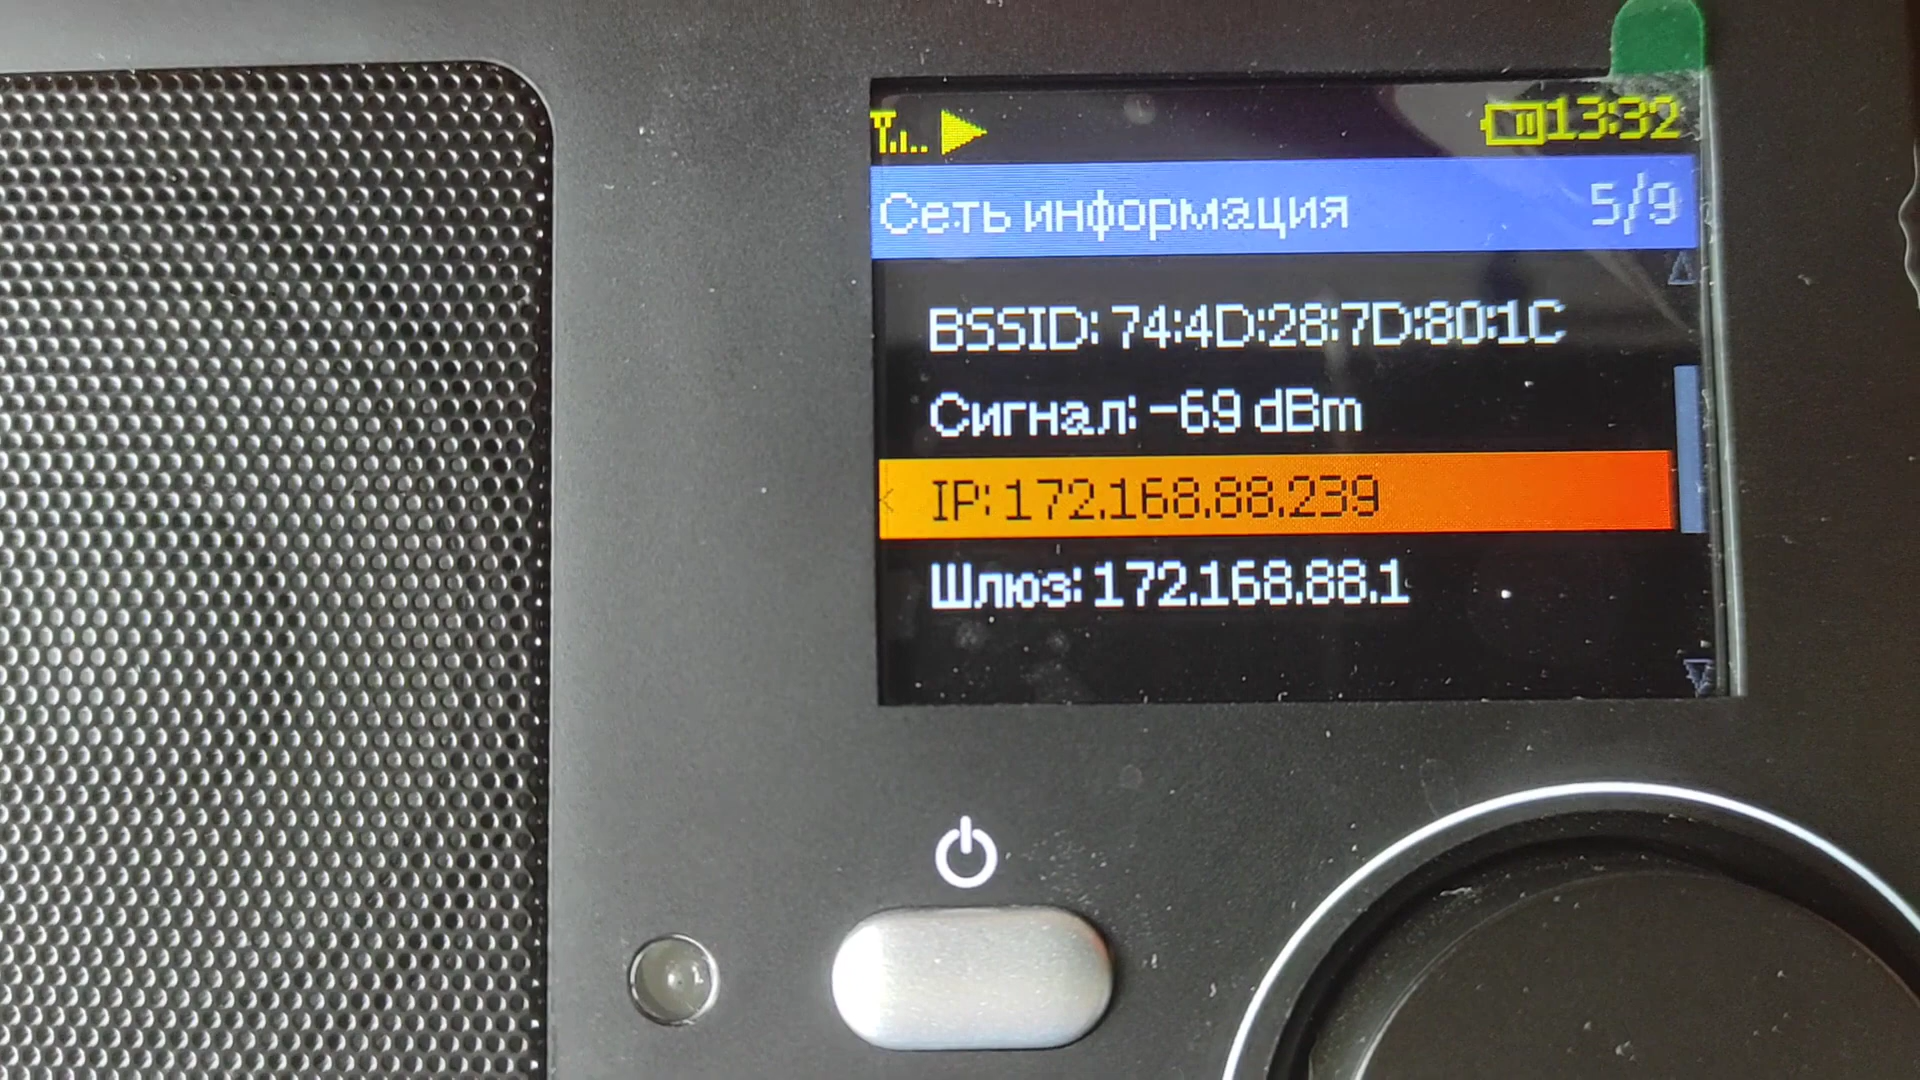 13:32
Сеть информация 5/9
BSSID: 74:4D:28:7D:80:1C
Сигнал: -69 dBm
IP: 172.168.88.239
Шлюз: 172.168.88.1